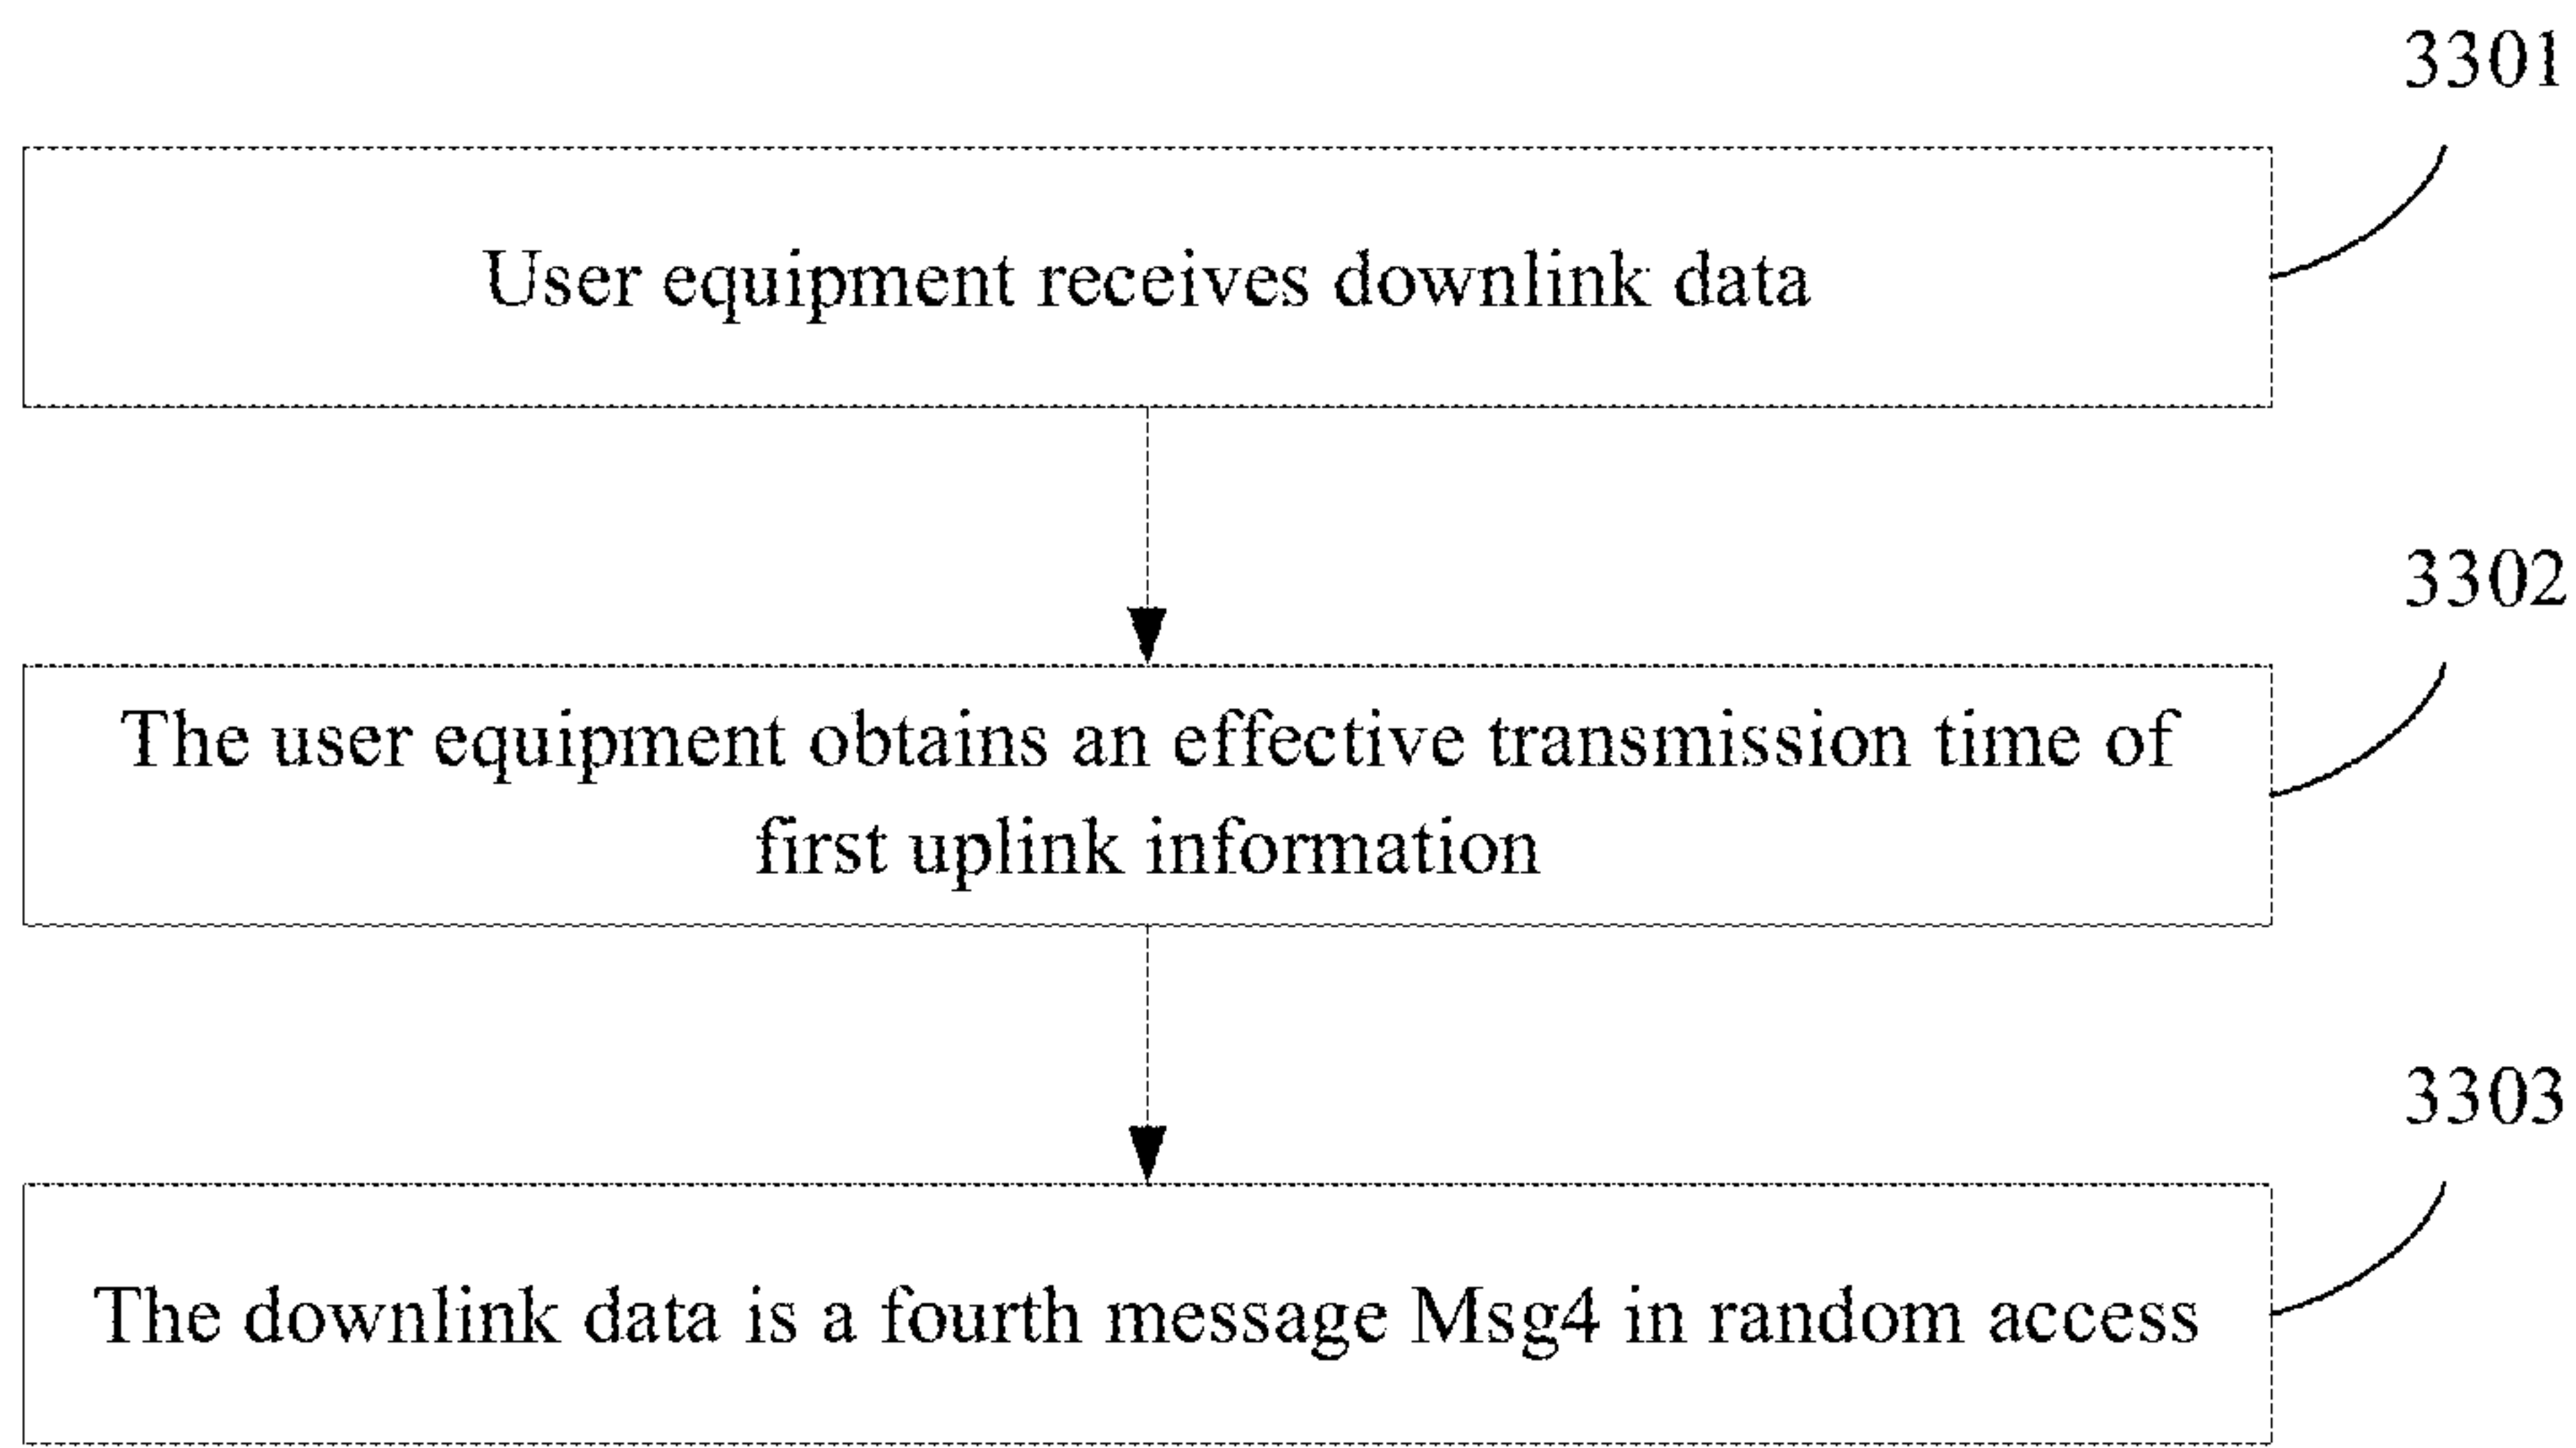 3301
User equipment receives downlink data
3302
The user equipment obtains an effective transmission time of
first uplink information
3303
The downlink data is a fourth message Msg4 in random access